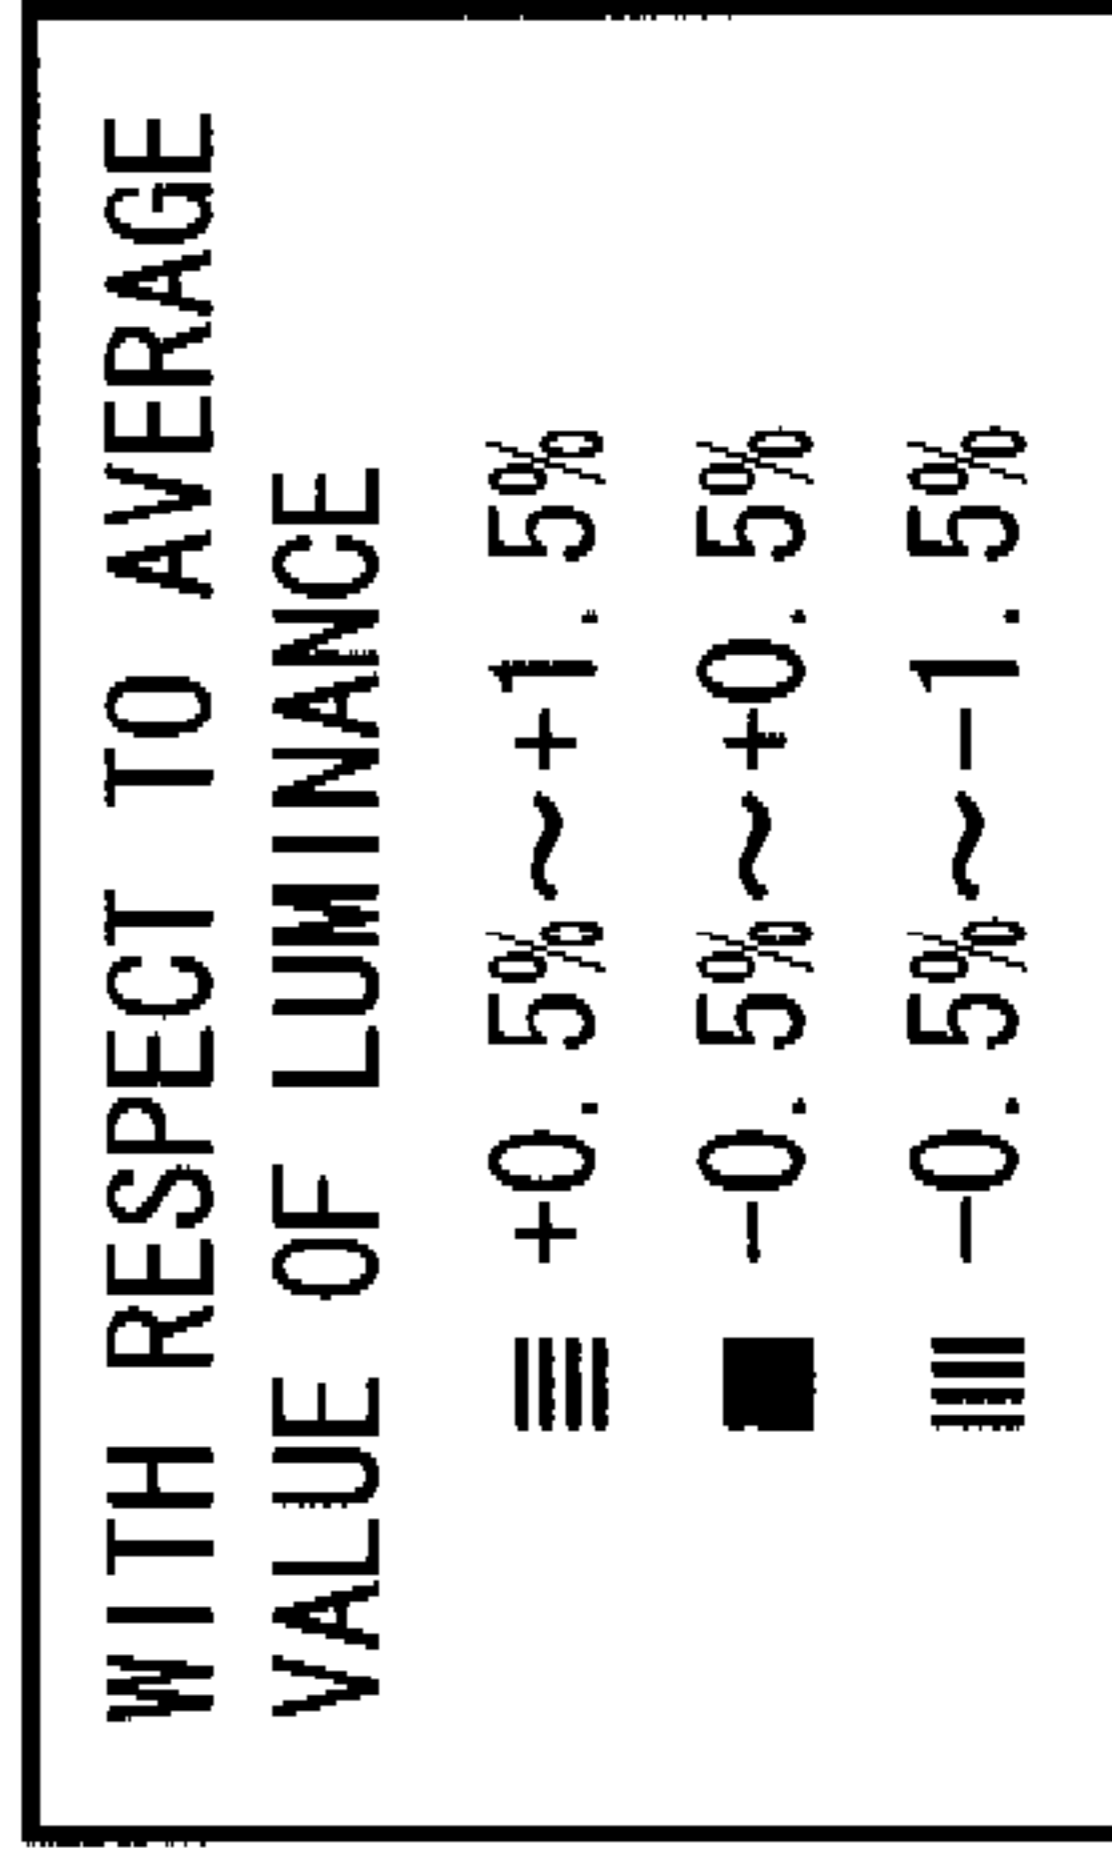 WITH RESPECT TO AVERAGE
VALUE OF LUMINANCE
+0. 5%～+1. 5%
−0. 5%～+0. 5%
−0. 5%～−1. 5%